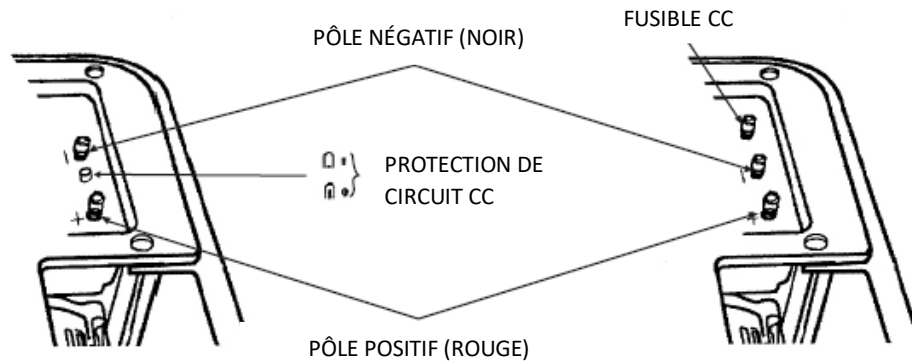 FUSIBLE CC
PÔLE NÉGATIF (NOIR)
PROTECTION DE
CIRCUIT CC
PÔLE POSITIF (ROUGE)